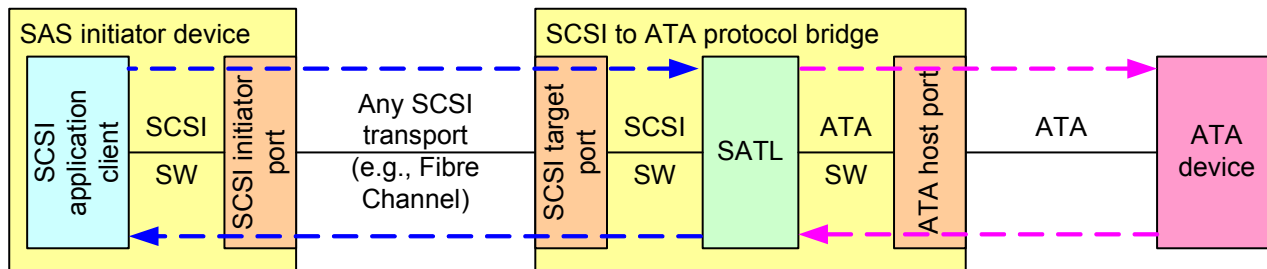 SAS initiator device
SCSI
application
client
SCSI
SW
SCSI initiator
port
Any SCSI
transport
(e.g., Fibre
Channel)
SCSI to ATA protocol bridge
SCSI target
port
SCSI
SW
SATL
ATA
SW
ATA host port
ATA
ATA
device